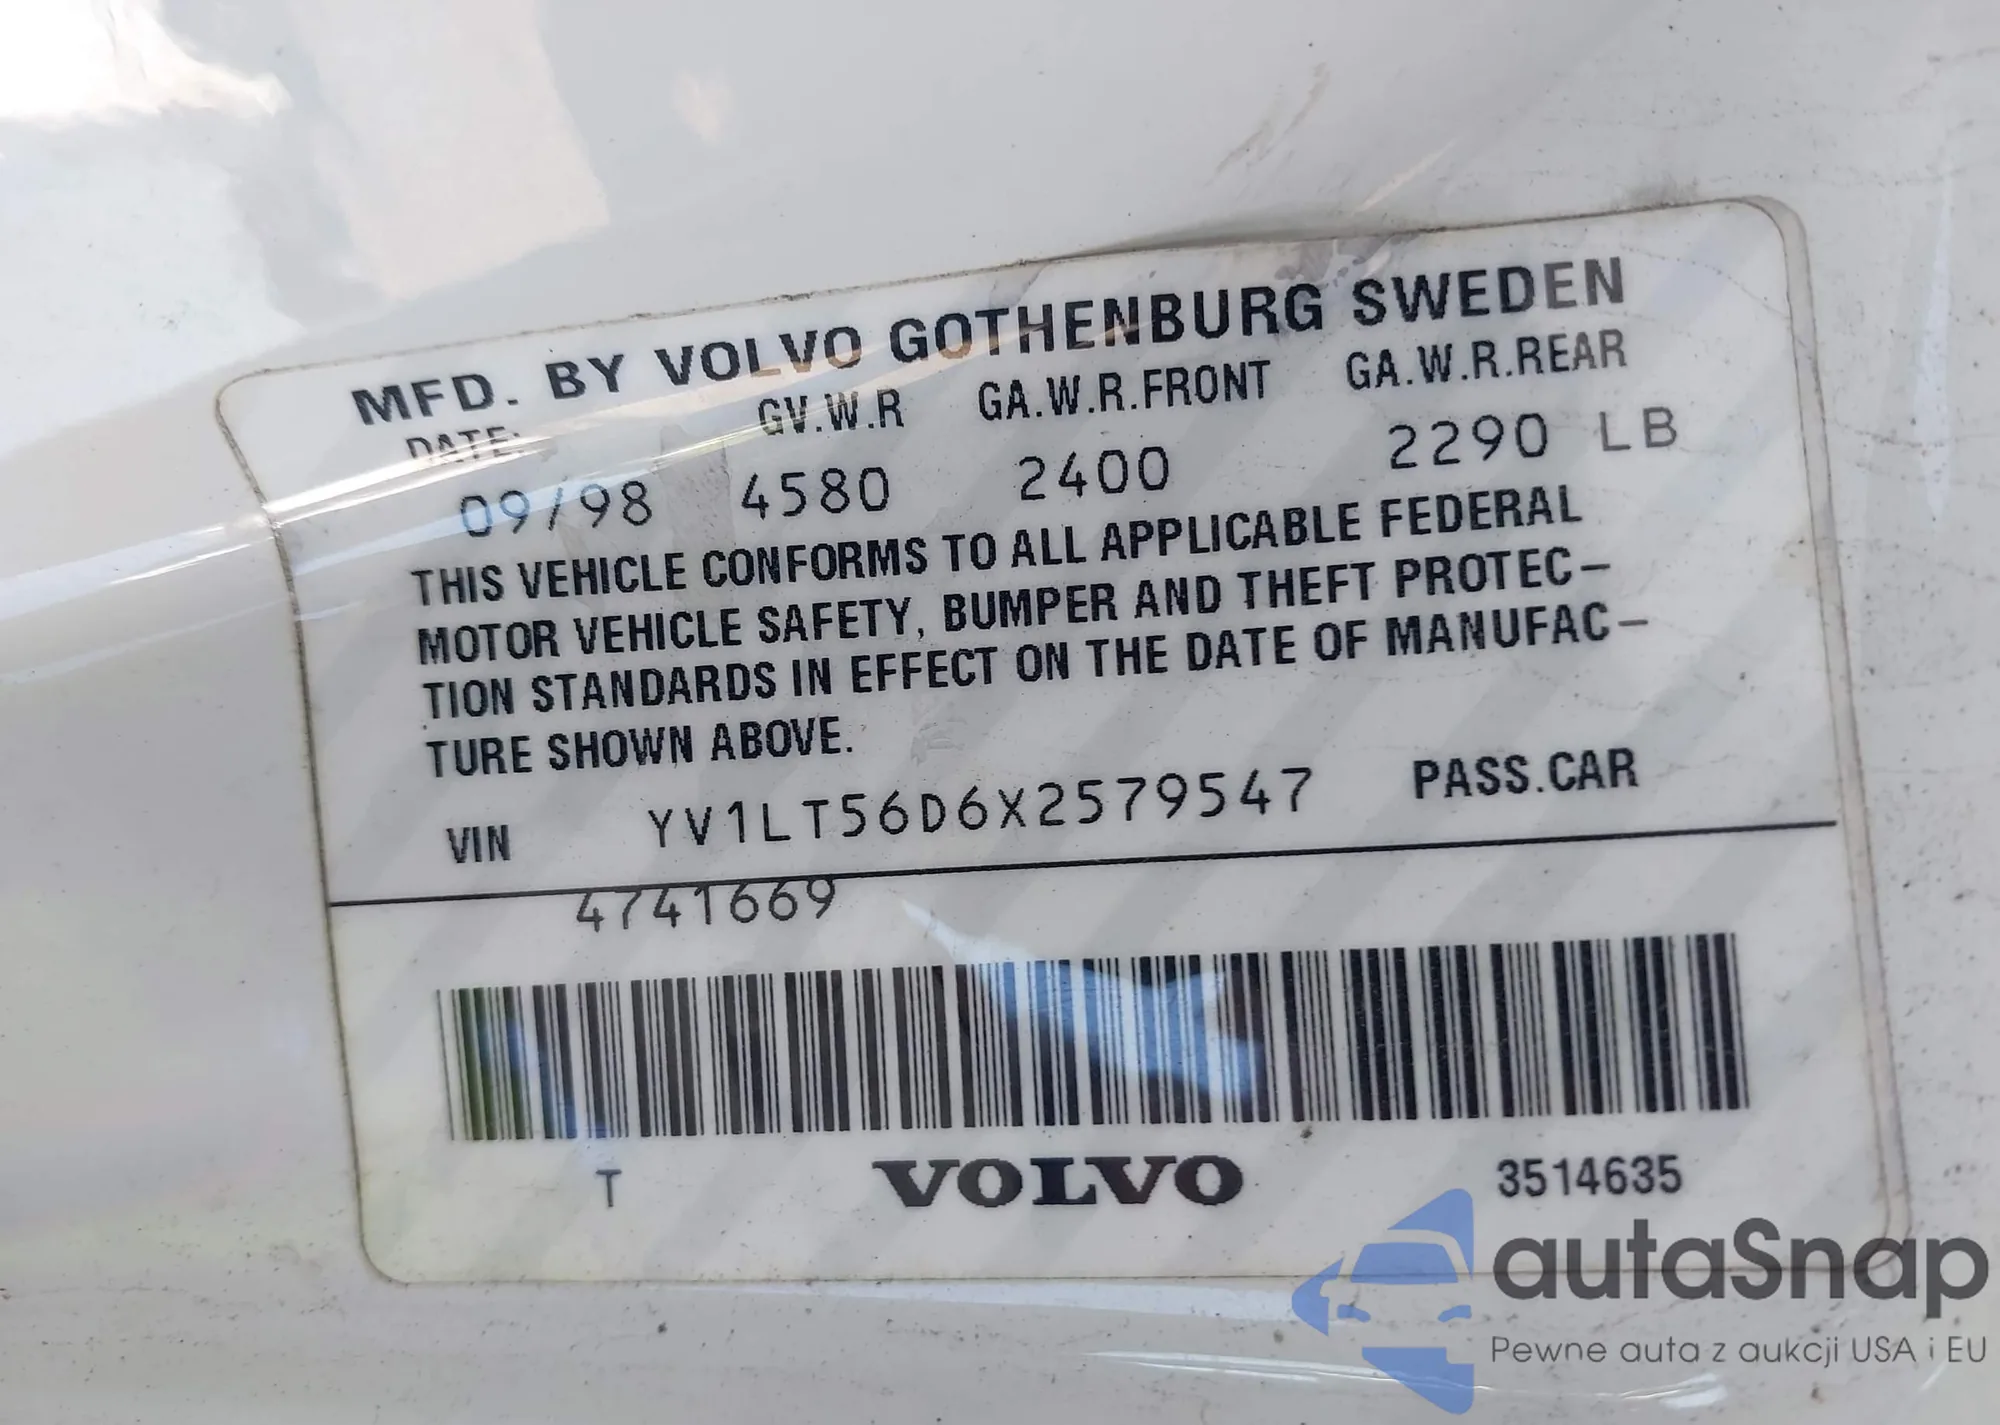 MFD. BY VOLVO GOTHENBURG SWEDEN
DATE: GV.W.R GA.W.R.FRONT GA.W.R.REAR
09/98 4580 2400 2290 LB
THIS VEHICLE CONFORMS TO ALL APPLICABLE FEDERAL
MOTOR VEHICLE SAFETY, BUMPER AND THEFT PROTEC-
TION STANDARDS IN EFFECT ON THE DATE OF MANUFAC-
TURE SHOWN ABOVE.
VIN YV1LT56D6X2579547 PASS.CAR
4741669
T VOLVO 3514635
autaSnap
Pewne auta z aukcji USA i EU